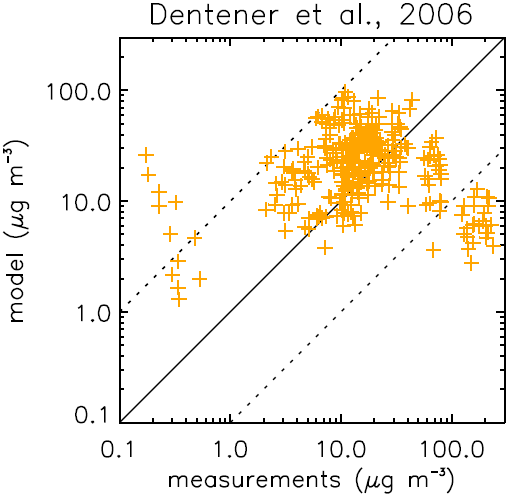 Dentener et al., 2006
model (μg m⁻³)
100.0
10.0
1.0
0.1
0.1 1.0 10.0 100.0
measurements (μg m⁻³)